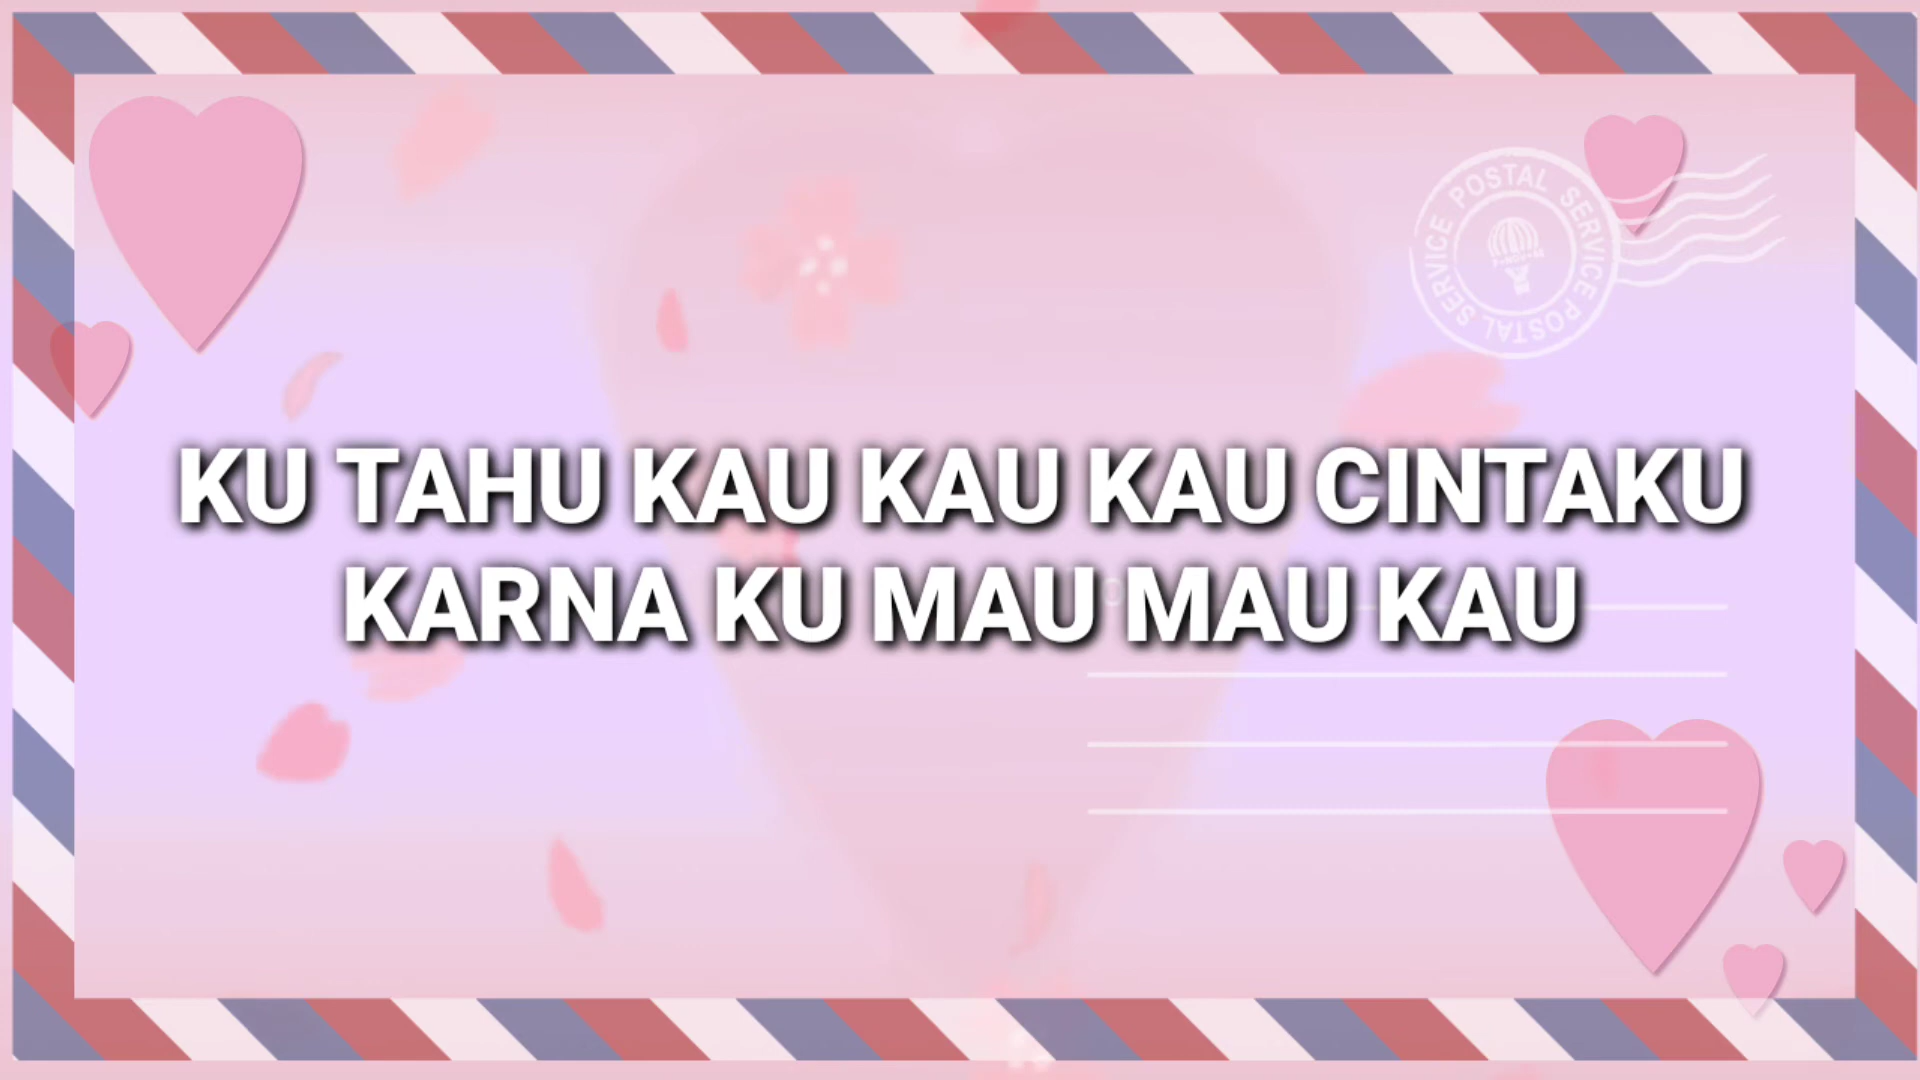 POSTAL SERVICE POSTAL SERVICE
KU TAHU KAU KAU KAU CINTAKU
KARNA KU MAU MAU KAU